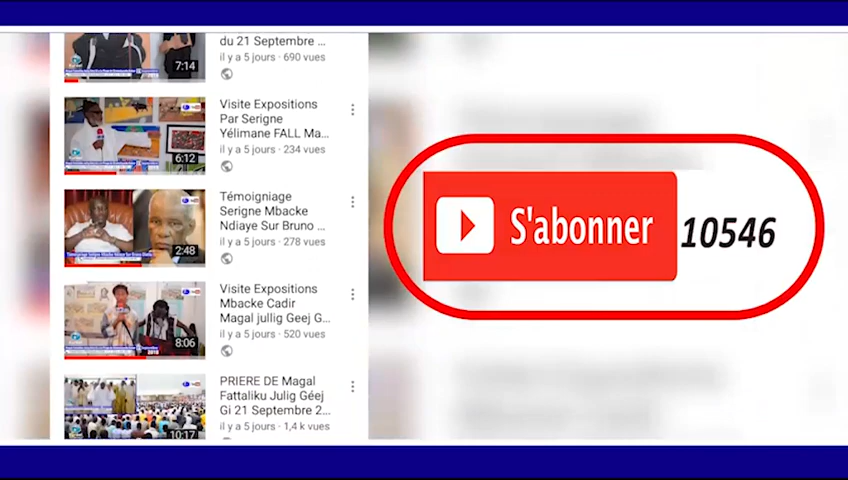 du 21 Septembre ...
il y a 5 jours · 690 vues
7:14
Visite Expositions
Par Serigne
Yélimane FALL Ma...
il y a 5 jours · 234 vues
6:12
Témoigniage
Serigne Mbacke
Ndiaye Sur Bruno ...
il y a 5 jours · 278 vues
2:48
Visite Expositions
Mbacke Cadir
Magal jullig Geej G...
il y a 5 jours · 520 vues
8:06
PRIERE DE Magal
Fattaliku Julig Géej
Gi 21 Septembre 2...
il y a 5 jours · 1,4 k vues
10:17
S'abonner
10546